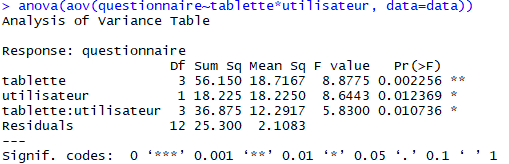 > anova(aov(questionnaire~tablette*utilisateur, data=data))
Analysis of Variance Table
Response: questionnaire
Df Sum Sq Mean Sq F value Pr(>F)
tablette 3 56.150 18.7167 8.8775 0.002256 **
utilisateur 1 18.225 18.2250 8.6443 0.012369 *
tablette:utilisateur 3 36.875 12.2917 5.8300 0.010736 *
Residuals 12 25.300 2.1083
---
Signif. codes: 0 ‘***’ 0.001 ‘**’ 0.01 ‘*’ 0.05 ‘.’ 0.1 ‘ ’ 1